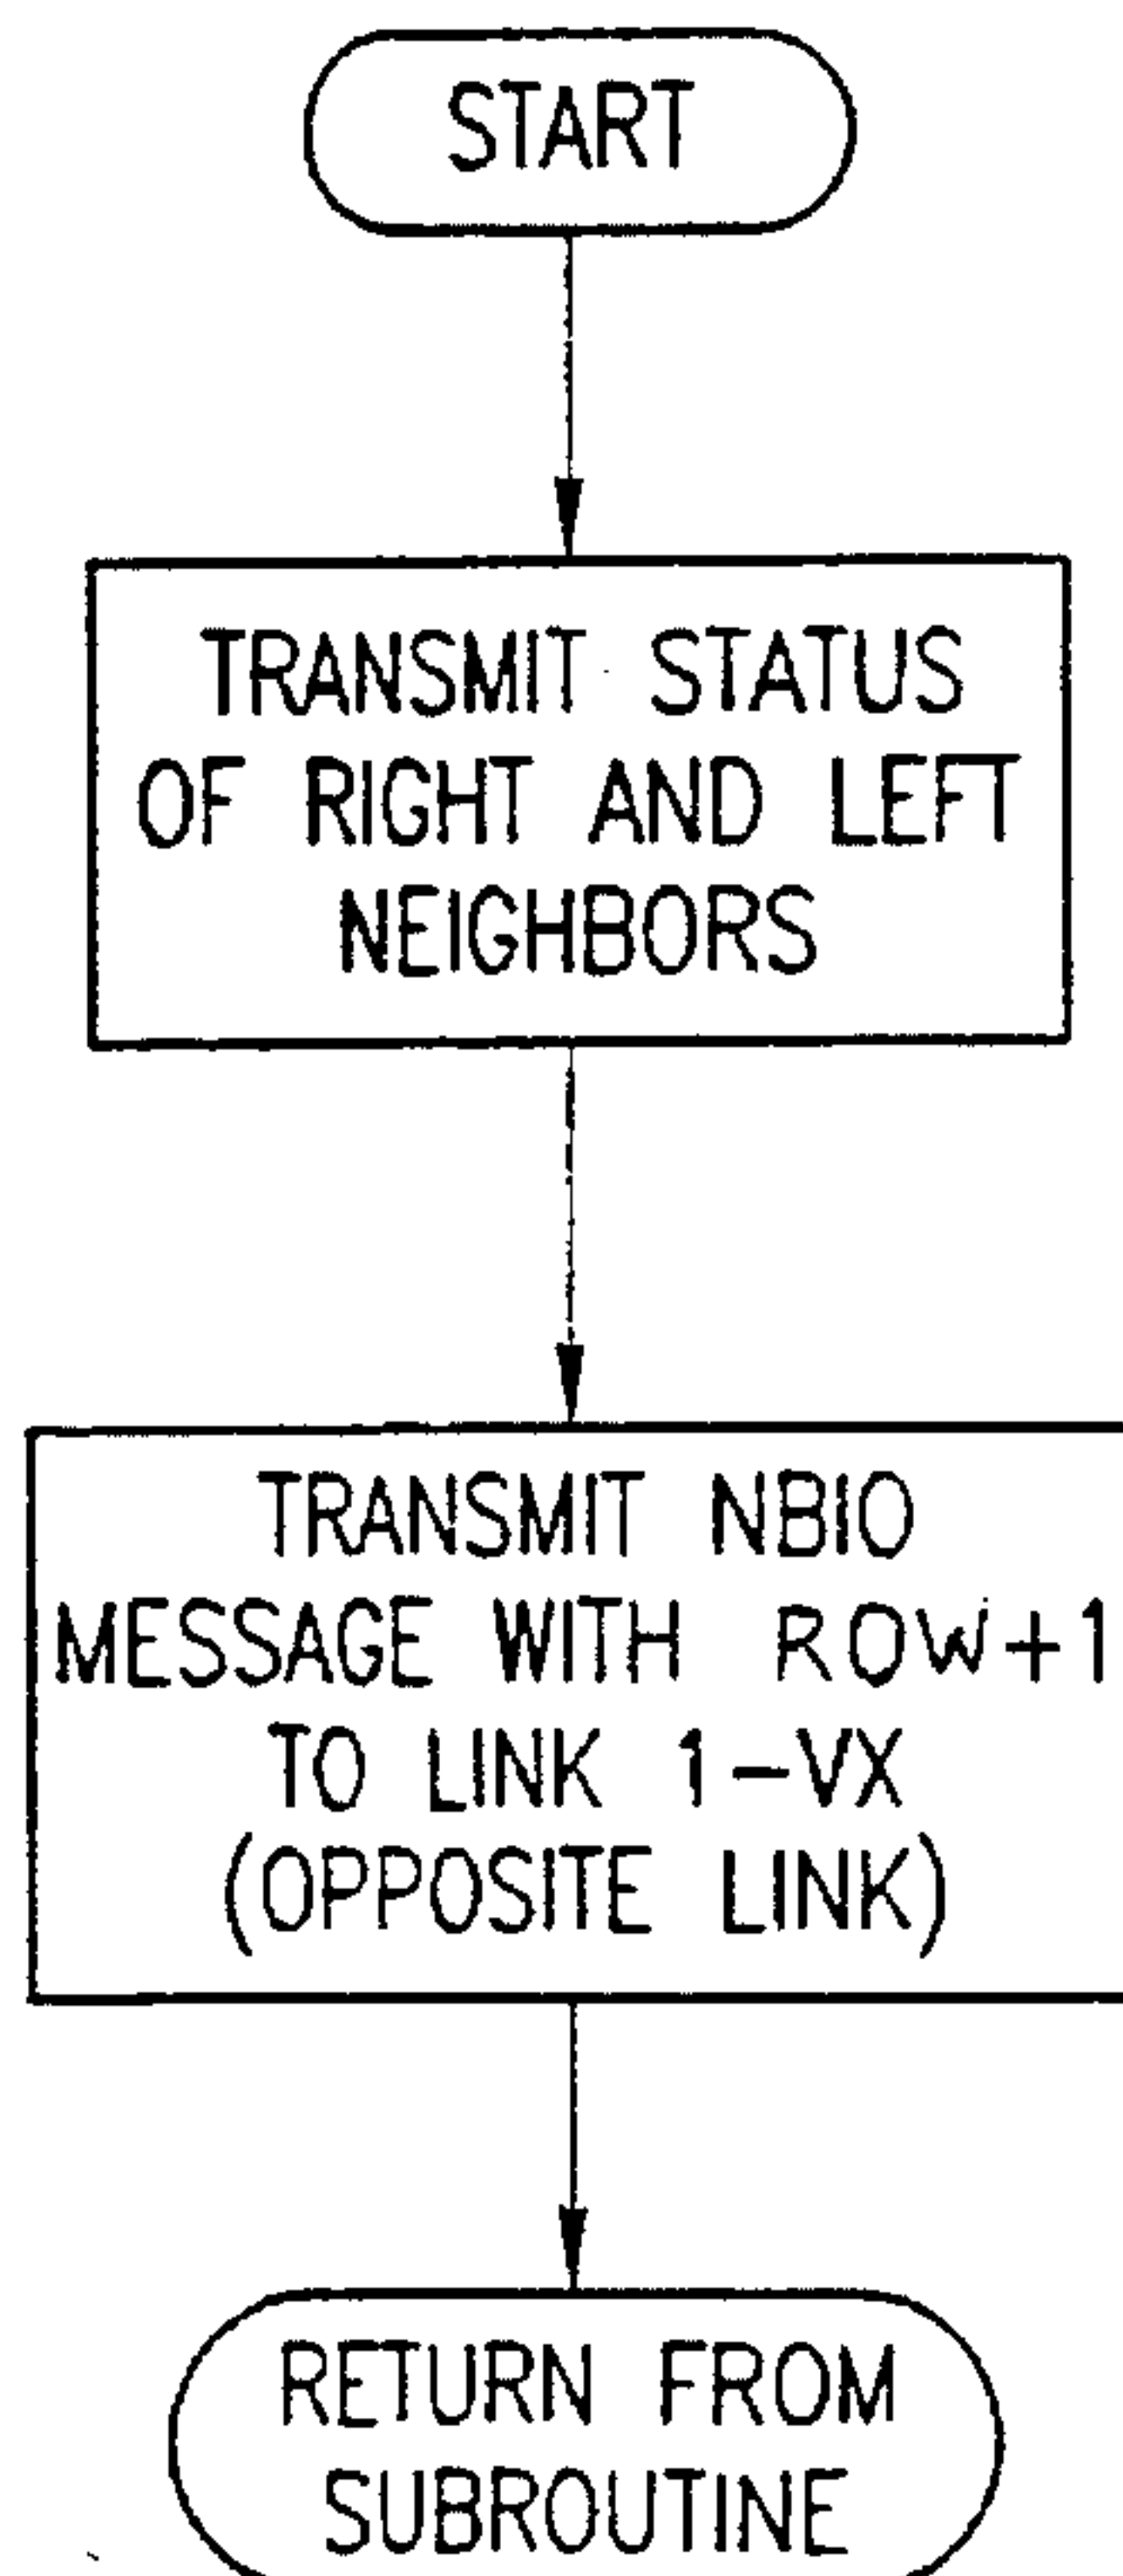 START
TRANSMIT STATUS
OF RIGHT AND LEFT
NEIGHBORS
TRANSMIT NBIO
MESSAGE WITH ROW+1
TO LINK 1-VX
(OPPOSITE LINK)
RETURN FROM
SUBROUTINE